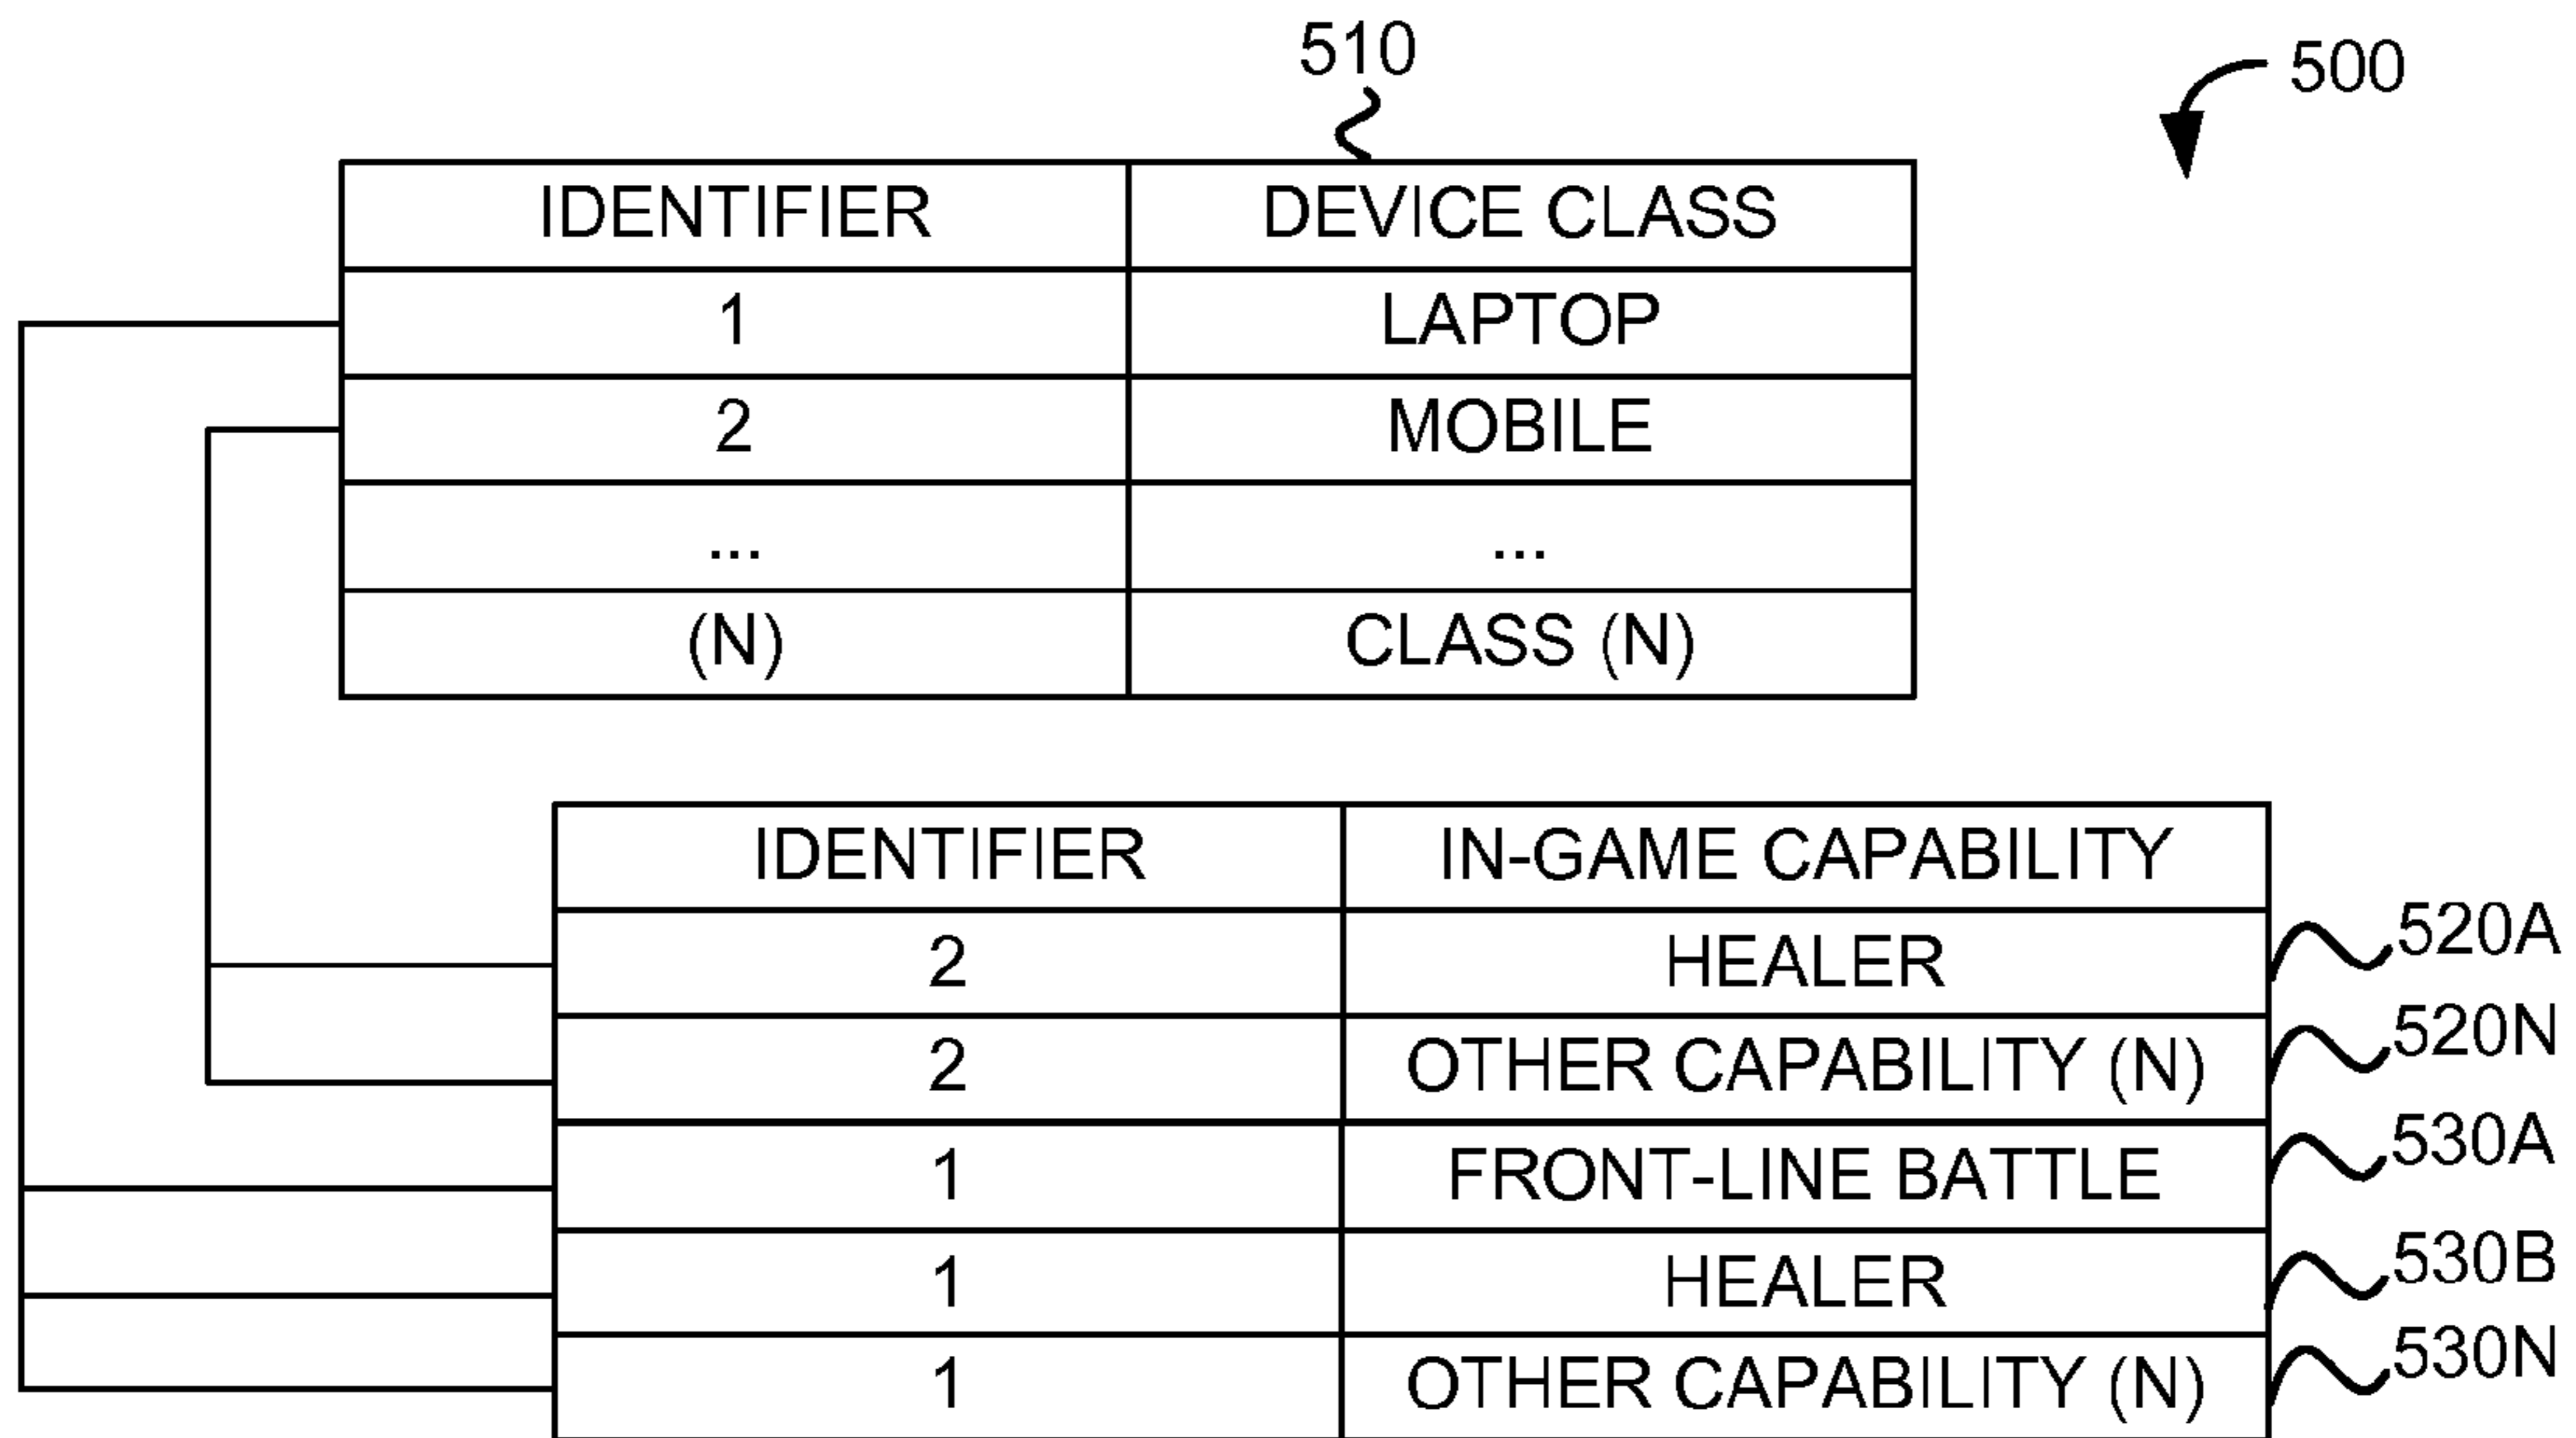 510
500
IDENTIFIER DEVICE CLASS
1 LAPTOP
2 MOBILE
... ...
(N) CLASS (N)
IDENTIFIER IN-GAME CAPABILITY
2 HEALER 520A
2 OTHER CAPABILITY (N) 520N
1 FRONT-LINE BATTLE 530A
1 HEALER 530B
1 OTHER CAPABILITY (N) 530N